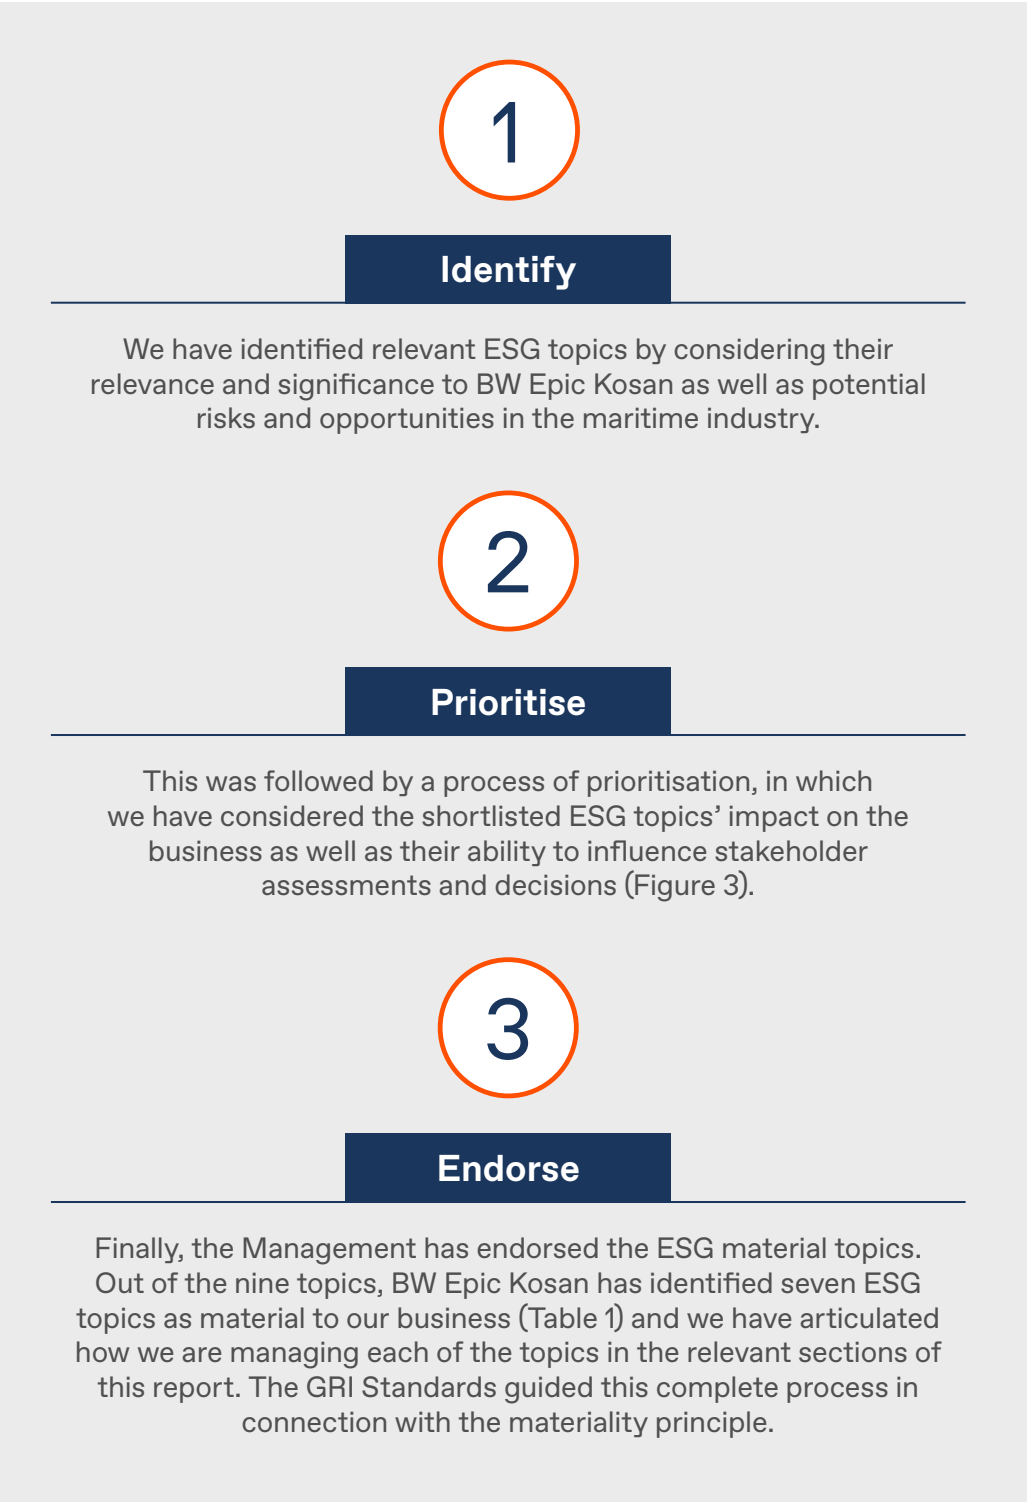 1
Identify
We have identified relevant ESG topics by considering their
relevance and significance to BW Epic Kosan as well as potential
risks and opportunities in the maritime industry.
2
Prioritise
This was followed by a process of prioritisation, in which
we have considered the shortlisted ESG topics’ impact on the
business as well as their ability to influence stakeholder
assessments and decisions (Figure 3).
3
Endorse
Finally, the Management has endorsed the ESG material topics.
Out of the nine topics, BW Epic Kosan has identified seven ESG
topics as material to our business (Table 1) and we have articulated
how we are managing each of the topics in the relevant sections of
this report. The GRI Standards guided this complete process in
connection with the materiality principle.